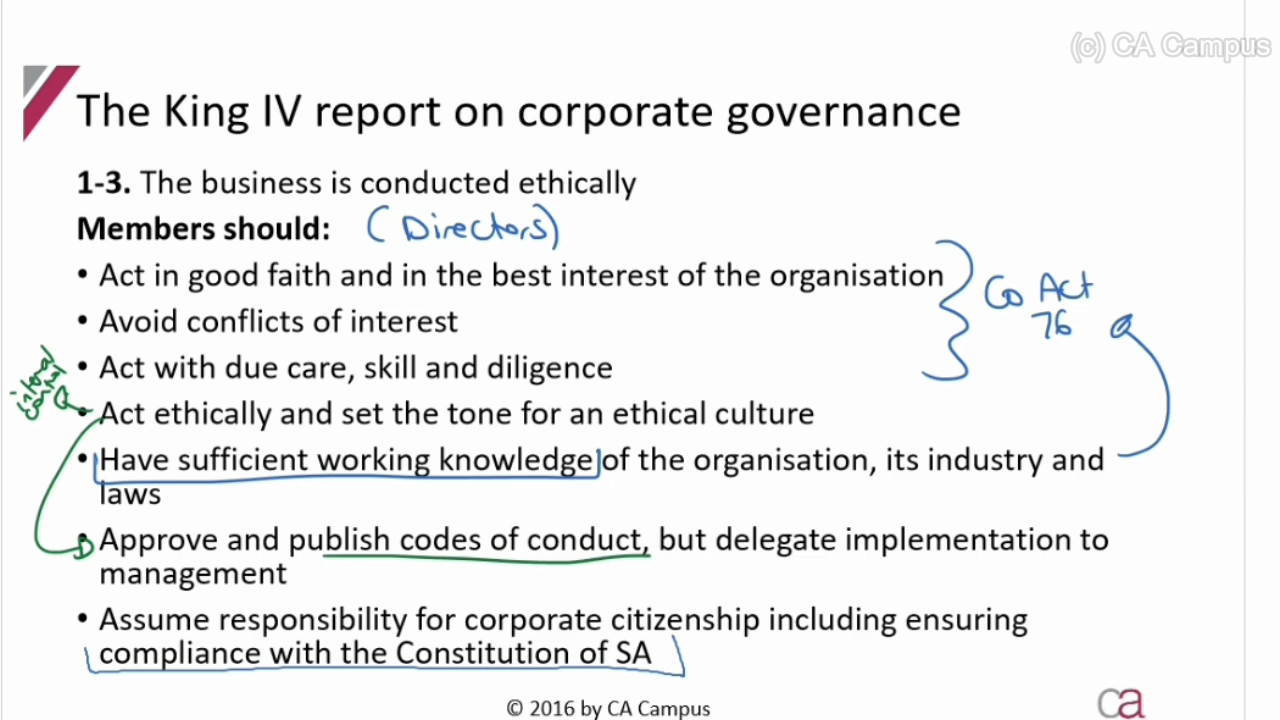 (c) CA Campus
The King IV report on corporate governance
1-3. The business is conducted ethically
Members should: (Directors)
• Act in good faith and in the best interest of the organisation
Co Act
76
• Avoid conflicts of interest
• Act with due care, skill and diligence
• Act ethically and set the tone for an ethical culture
• Have sufficient working knowledge of the organisation, its industry and
laws
• Approve and publish codes of conduct, but delegate implementation to
management
• Assume responsibility for corporate citizenship including ensuring
compliance with the Constitution of SA
© 2016 by CA Campus
ca